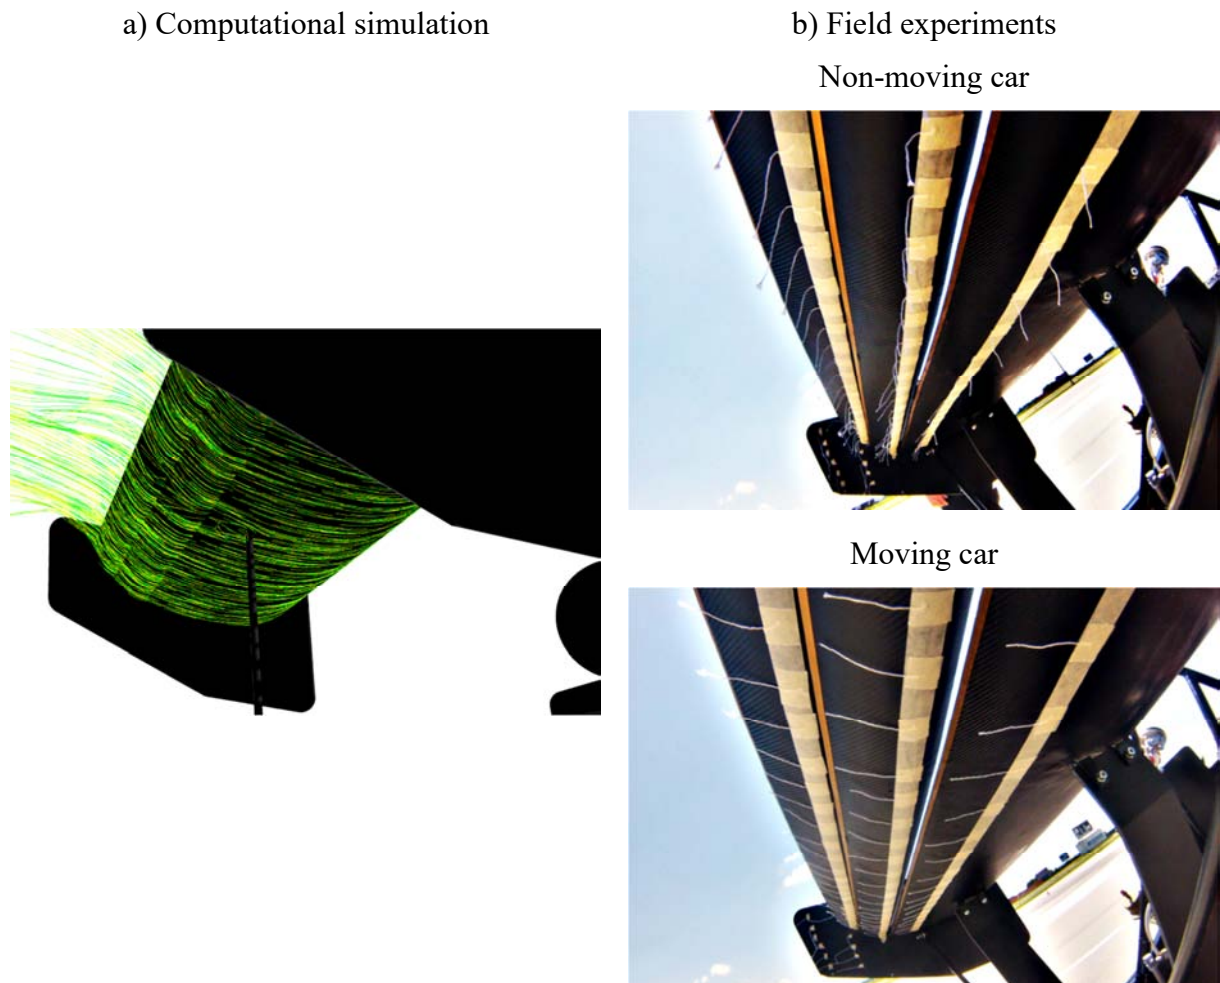 a) Computational simulation
b) Field experiments
Non-moving car
Moving car